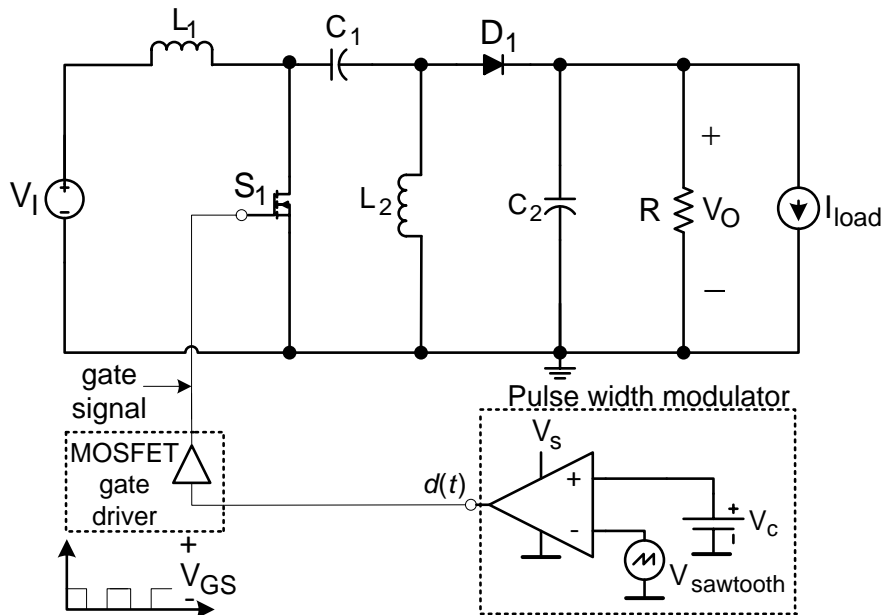 L1
C1
D1
VI
S1
L2
C2
R
+
VO
−
Iload
gate
signal
Pulse width modulator
MOSFET
gate
driver
d(t)
Vs
+
-
Vc
Vsawtooth
+
VGS
-